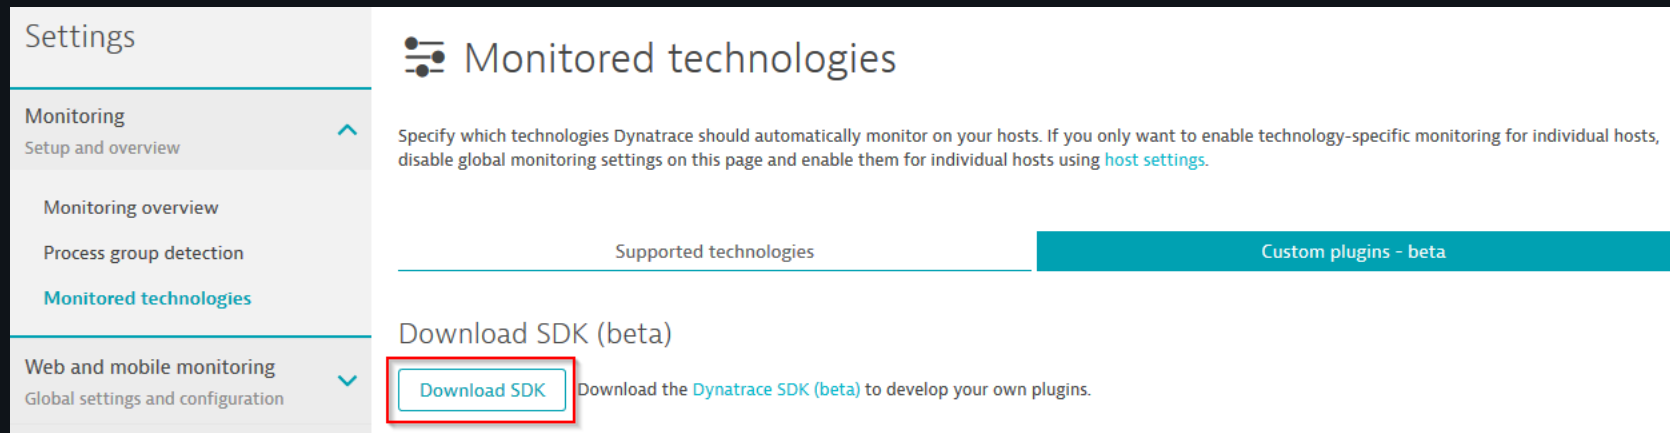 Settings
Monitoring
Setup and overview
Monitoring overview
Process group detection
Monitored technologies
Web and mobile monitoring
Global settings and configuration
Monitored technologies
Specify which technologies Dynatrace should automatically monitor on your hosts. If you only want to enable technology-specific monitoring for individual hosts,
disable global monitoring settings on this page and enable them for individual hosts using host settings.
Supported technologies
Custom plugins - beta
Download SDK (beta)
Download SDK
Download the Dynatrace SDK (beta) to develop your own plugins.